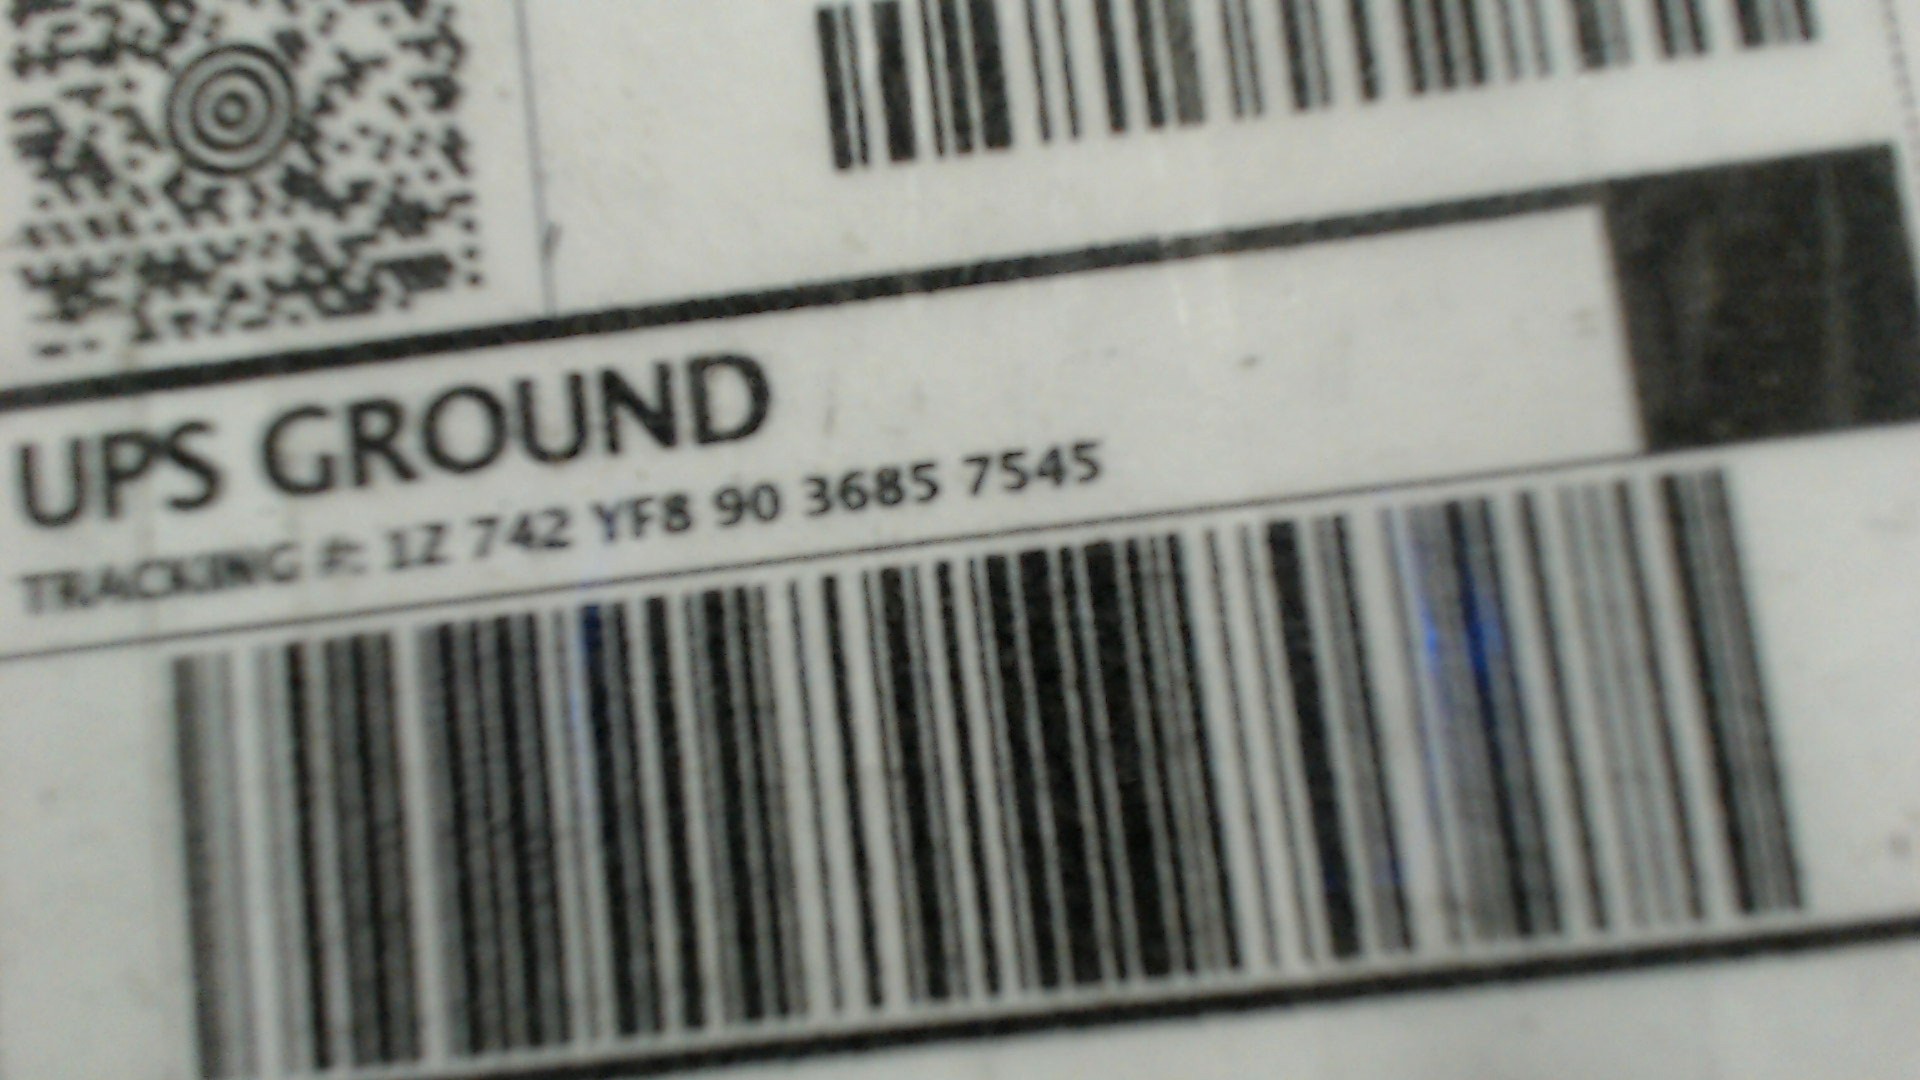 UPS GROUND
TRACKING #: 1Z 742 YF8 90 3685 7545